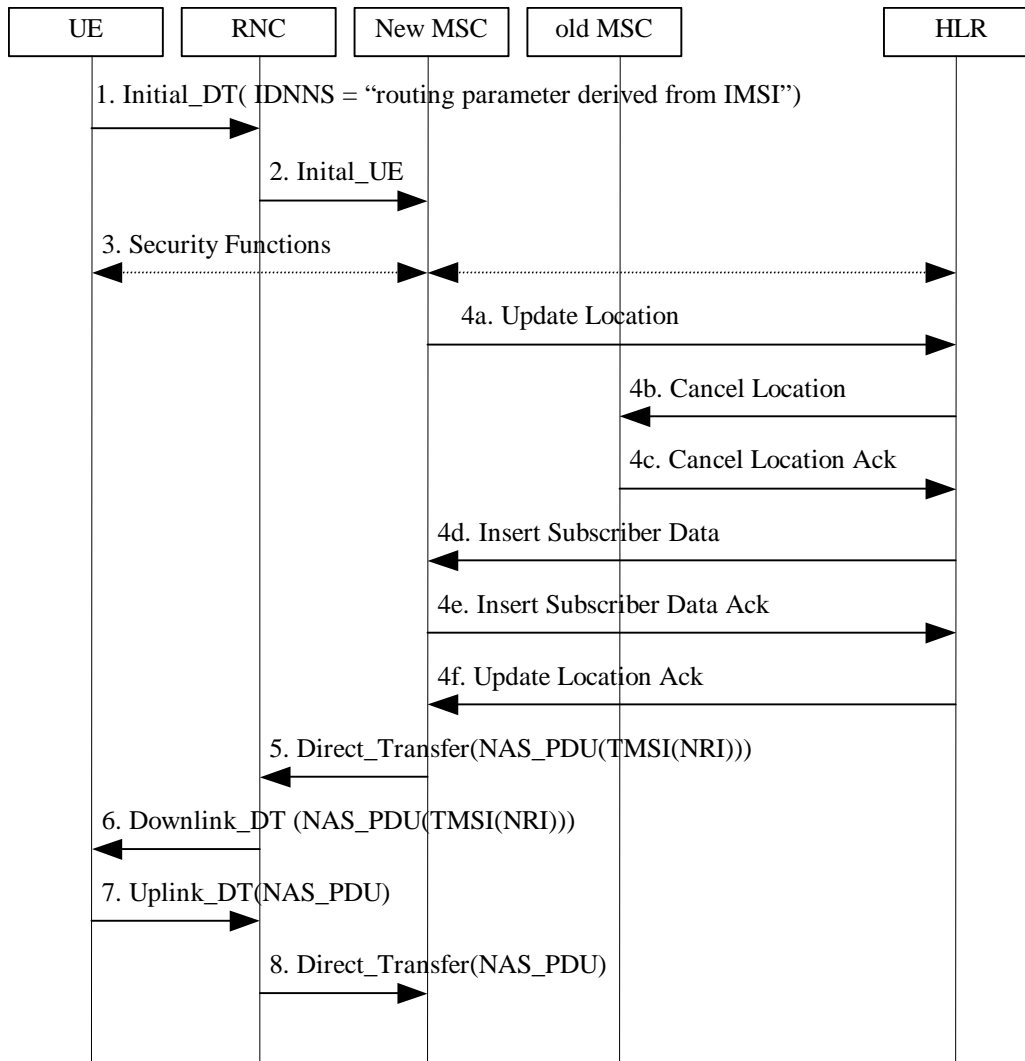 UE
RNC
New MSC
old MSC
HLR
1. Initial_DT( IDNNS = “routing parameter derived from IMSI”)
2. Inital_UE
3. Security Functions
4a. Update Location
4b. Cancel Location
4c. Cancel Location Ack
4d. Insert Subscriber Data
4e. Insert Subscriber Data Ack
4f. Update Location Ack
5. Direct_Transfer(NAS_PDU(TMSI(NRI)))
6. Downlink_DT (NAS_PDU(TMSI(NRI)))
7. Uplink_DT(NAS_PDU)
8. Direct_Transfer(NAS_PDU)